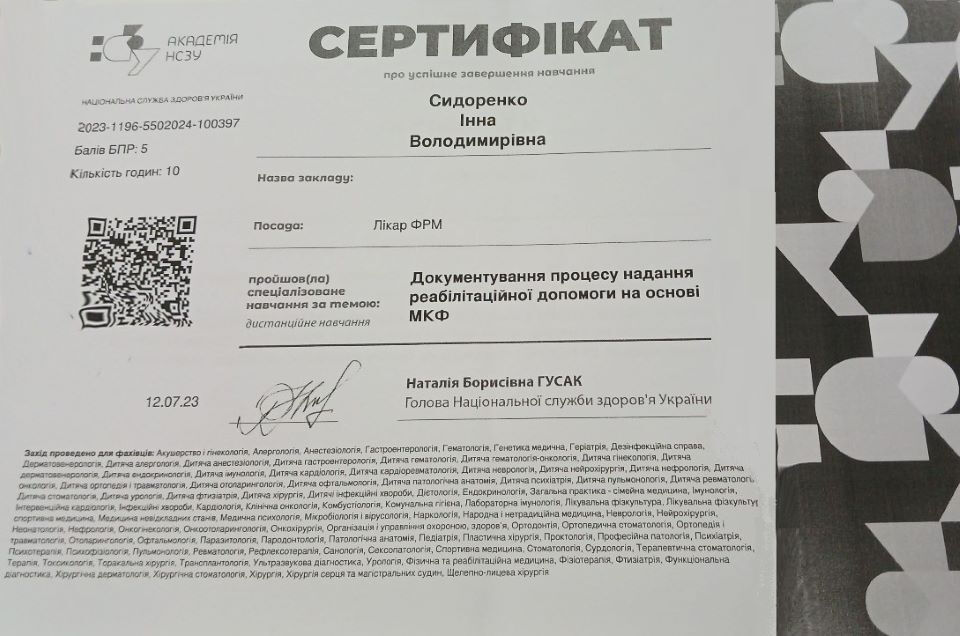 АКАДЕМІЯ
НСЗУ
СЕРТИФІКАТ
про успішне завершення навчання
НАЦІОНАЛЬНА СЛУЖБА ЗДОРОВ'Я УКРАЇНИ
2023-1196-5502024-100397
Балів БПР: 5
Кількість годин: 10
Сидоренко
Інна
Володимирівна
Назва закладу:
Посада: Лікар ФРМ
пройшов(ла)
спеціалізоване
навчання за темою:
дистанційне навчання
Документування процесу надання
реабілітаційної допомоги на основі
МКФ
12.07.23
Наталія Борисівна ГУСАК
Голова Національної служби здоров'я України
Захід проведено для фахівців: Акушерство і гінекологія, Алергологія, Анестезіологія, Гастроентерологія, Гематологія, Генетика медична, Геріатрія, Дезінфекційна справа,
Дерматовенерологія, Дитяча алергологія, Дитяча анестезіологія, Дитяча гастроентерологія, Дитяча гематологія-онкологія, Дитяча гінекологія, Дитяча
дерматовенерологія, Дитяча ендокринологія, Дитяча імунологія, Дитяча кардіологія, Дитяча кардіоревматологія, Дитяча неврологія, Дитяча нейрохірургія, Дитяча нефрологія, Дитяча
онкологія, Дитяча ортопедія і травматологія, Дитяча отоларингологія, Дитяча офтальмологія, Дитяча патологічна анатомія, Дитяча психіатрія, Дитяча пульмонологія, Дитяча ревматологі
Дитяча стоматологія, Дитяча урологія, Дитяча фтизіатрія, Дитяча хірургія, Дитячі інфекційні хвороби, Дієтологія, Ендокринологія, Загальна практика - сімейна медицина, Імунологія,
Інтервенційна кардіологія, Інфекційні хвороби, Кардіологія, Клінічна онкологія, Комбустіологія, Комунальна гігієна, Лабораторна імунологія, Лікувальна фізкультура, Лікувальна фізкультур
спортивна медицина, Медицина невідкладних станів, Медична психологія, Мікробіологія і вірусологія, Наркологія, Народна і нетрадиційна медицина, Неврологія, Нейрохірургія,
Неонатологія, Нефрологія, Онкогінекологія, Онкоотоларингологія, Онкохірургія, Організація і управління охороною, здоров'я, Ортодонтія, Ортопедична стоматологія, Ортопедія і
травматологія, Отоларингологія, Офтальмологія, Паразитологія, Пародонтологія, Патологічна анатомія, Педіатрія, Пластична хірургія, Проктологія, Професійна патологія, Психіатрія,
Психотерапія, Психофізіологія, Пульмонологія, Ревматологія, Рефлексотерапія, Санологія, Сексопатологія, Спортивна медицина, Стоматологія, Сурдологія, Терапевтична стоматологія,
Терапія, Токсикологія, Торакальна хірургія, Трансплантологія, Ультразвукова діагностика, Урологія, Фізична та реабілітаційна медицина, Фізіотерапія, Фтизіатрія, Функціональна
діагностика, Хірургічна дерматологія, Хірургічна стоматологія, Хірургія, Хірургія серця та магістральних судин, Щелепно-лицева хірургія